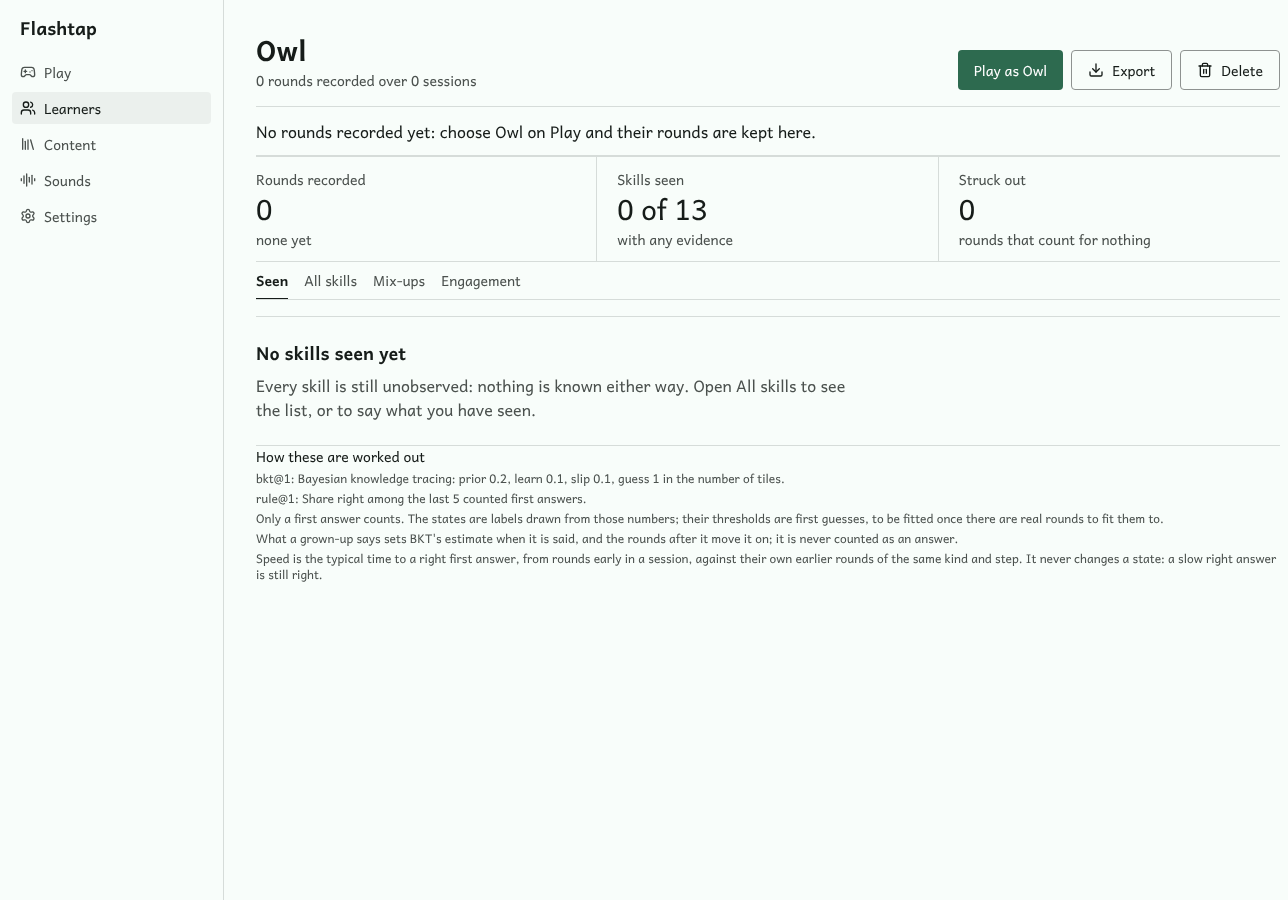 Flashtap
Play
Learners
Content
Sounds
Settings
Owl
0 rounds recorded over 0 sessions
Play as Owl
Export
Delete
No rounds recorded yet: choose Owl on Play and their rounds are kept here.
Rounds recorded
0
none yet
Skills seen
0 of 13
with any evidence
Struck out
0
rounds that count for nothing
Seen
All skills
Mix-ups
Engagement
No skills seen yet
Every skill is still unobserved: nothing is known either way. Open All skills to see
the list, or to say what you have seen.
How these are worked out
bkt@1: Bayesian knowledge tracing: prior 0.2, learn 0.1, slip 0.1, guess 1 in the number of tiles.
rule@1: Share right among the last 5 counted first answers.
Only a first answer counts. The states are labels drawn from those numbers; their thresholds are first guesses, to be fitted once there are real rounds to fit them to.
What a grown-up says sets BKT's estimate when it is said, and the rounds after it move it on; it is never counted as an answer.
Speed is the typical time to a right first answer, from rounds early in a session, against their own earlier rounds of the same kind and step. It never changes a state: a slow right answer
is still right.